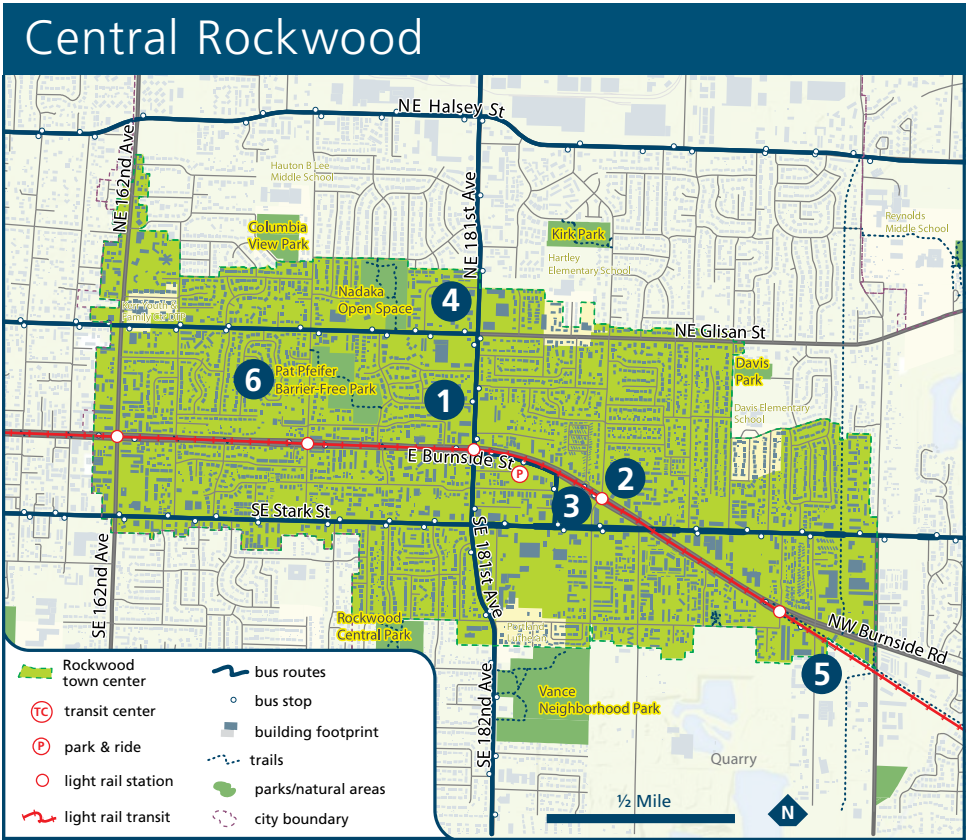 Central Rockwood
NE Halsey St
NE 162nd Ave
Hauton B Lee
Middle School
NE 181st Ave
Columbia
View Park
Kirk Park
Reynolds
Middle School
Hartley
Elementary School
Nadaka
Open Space
4
NE Glisan St
6
Pat Pfeifer
Barrier-Free Park
1
Davis
Park
Davis Elementary
School
E Burnside St
P
2
3
SE Stark St
SE 181st Ave
SE 162nd Ave
Rockwood
Central Park
Portland
Lutheran
NW Burnside Rd
5
SE 182nd Ave
Vance
Neighborhood Park
Quarry
½ Mile
N
Rockwood
town center
TC
transit center
P
park & ride
light rail station
light rail transit
bus routes
bus stop
building footprint
trails
parks/natural areas
city boundary